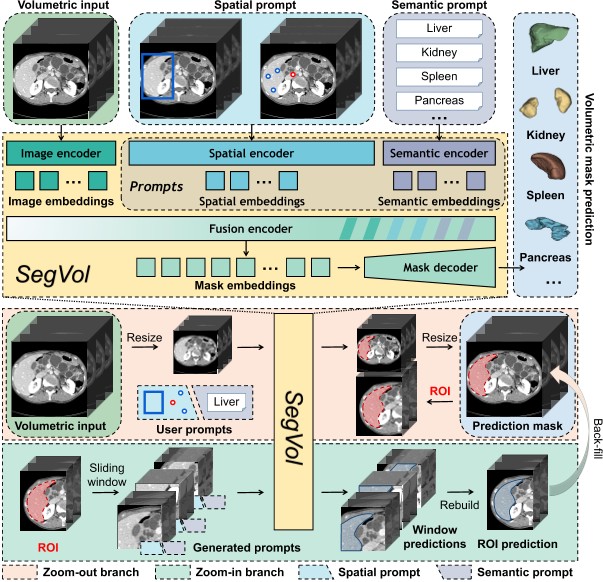 Volumetric input
Spatial prompt
Semantic prompt
Liver
Kidney
Spleen
Pancreas
...
Liver
Kidney
Spleen
Pancreas
...
Volumetric mask prediction
Image encoder
Spatial encoder
Semantic encoder
...
Prompts
...
...
Image embeddings
Spatial embeddings
Semantic embeddings
Fusion encoder
SegVol
...
Mask decoder
Mask embeddings
Resize
Resize
Liver
ROI
Volumetric input
User prompts
SegVol
Prediction mask
Back-fill
Sliding
window
Rebuild
ROI
Generated prompts
Window
predictions
ROI prediction
Zoom-out branch
Zoom-in branch
Spatial prompt
Semantic prompt